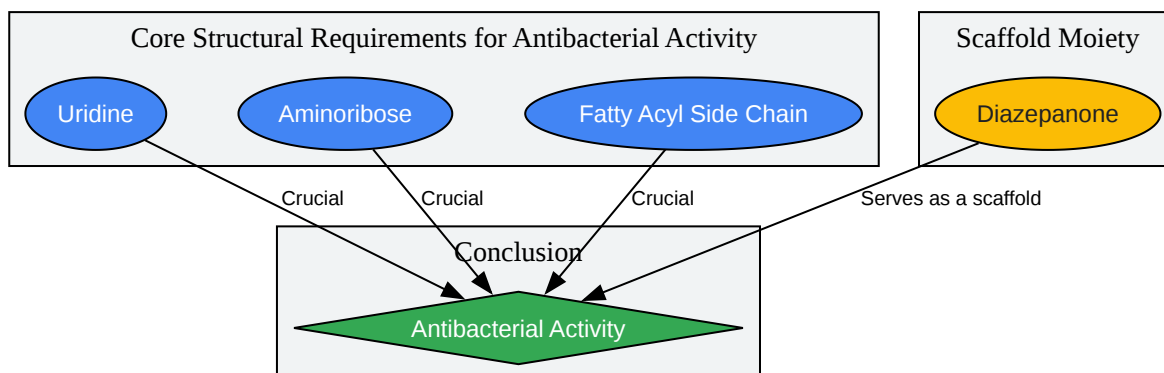 Core Structural Requirements for Antibacterial Activity
Scaffold Moiety
Uridine
Aminoribose
Fatty Acyl Side Chain
Diazepanone
Crucial
Crucial
Crucial
Serves as a scaffold
Conclusion
Antibacterial Activity